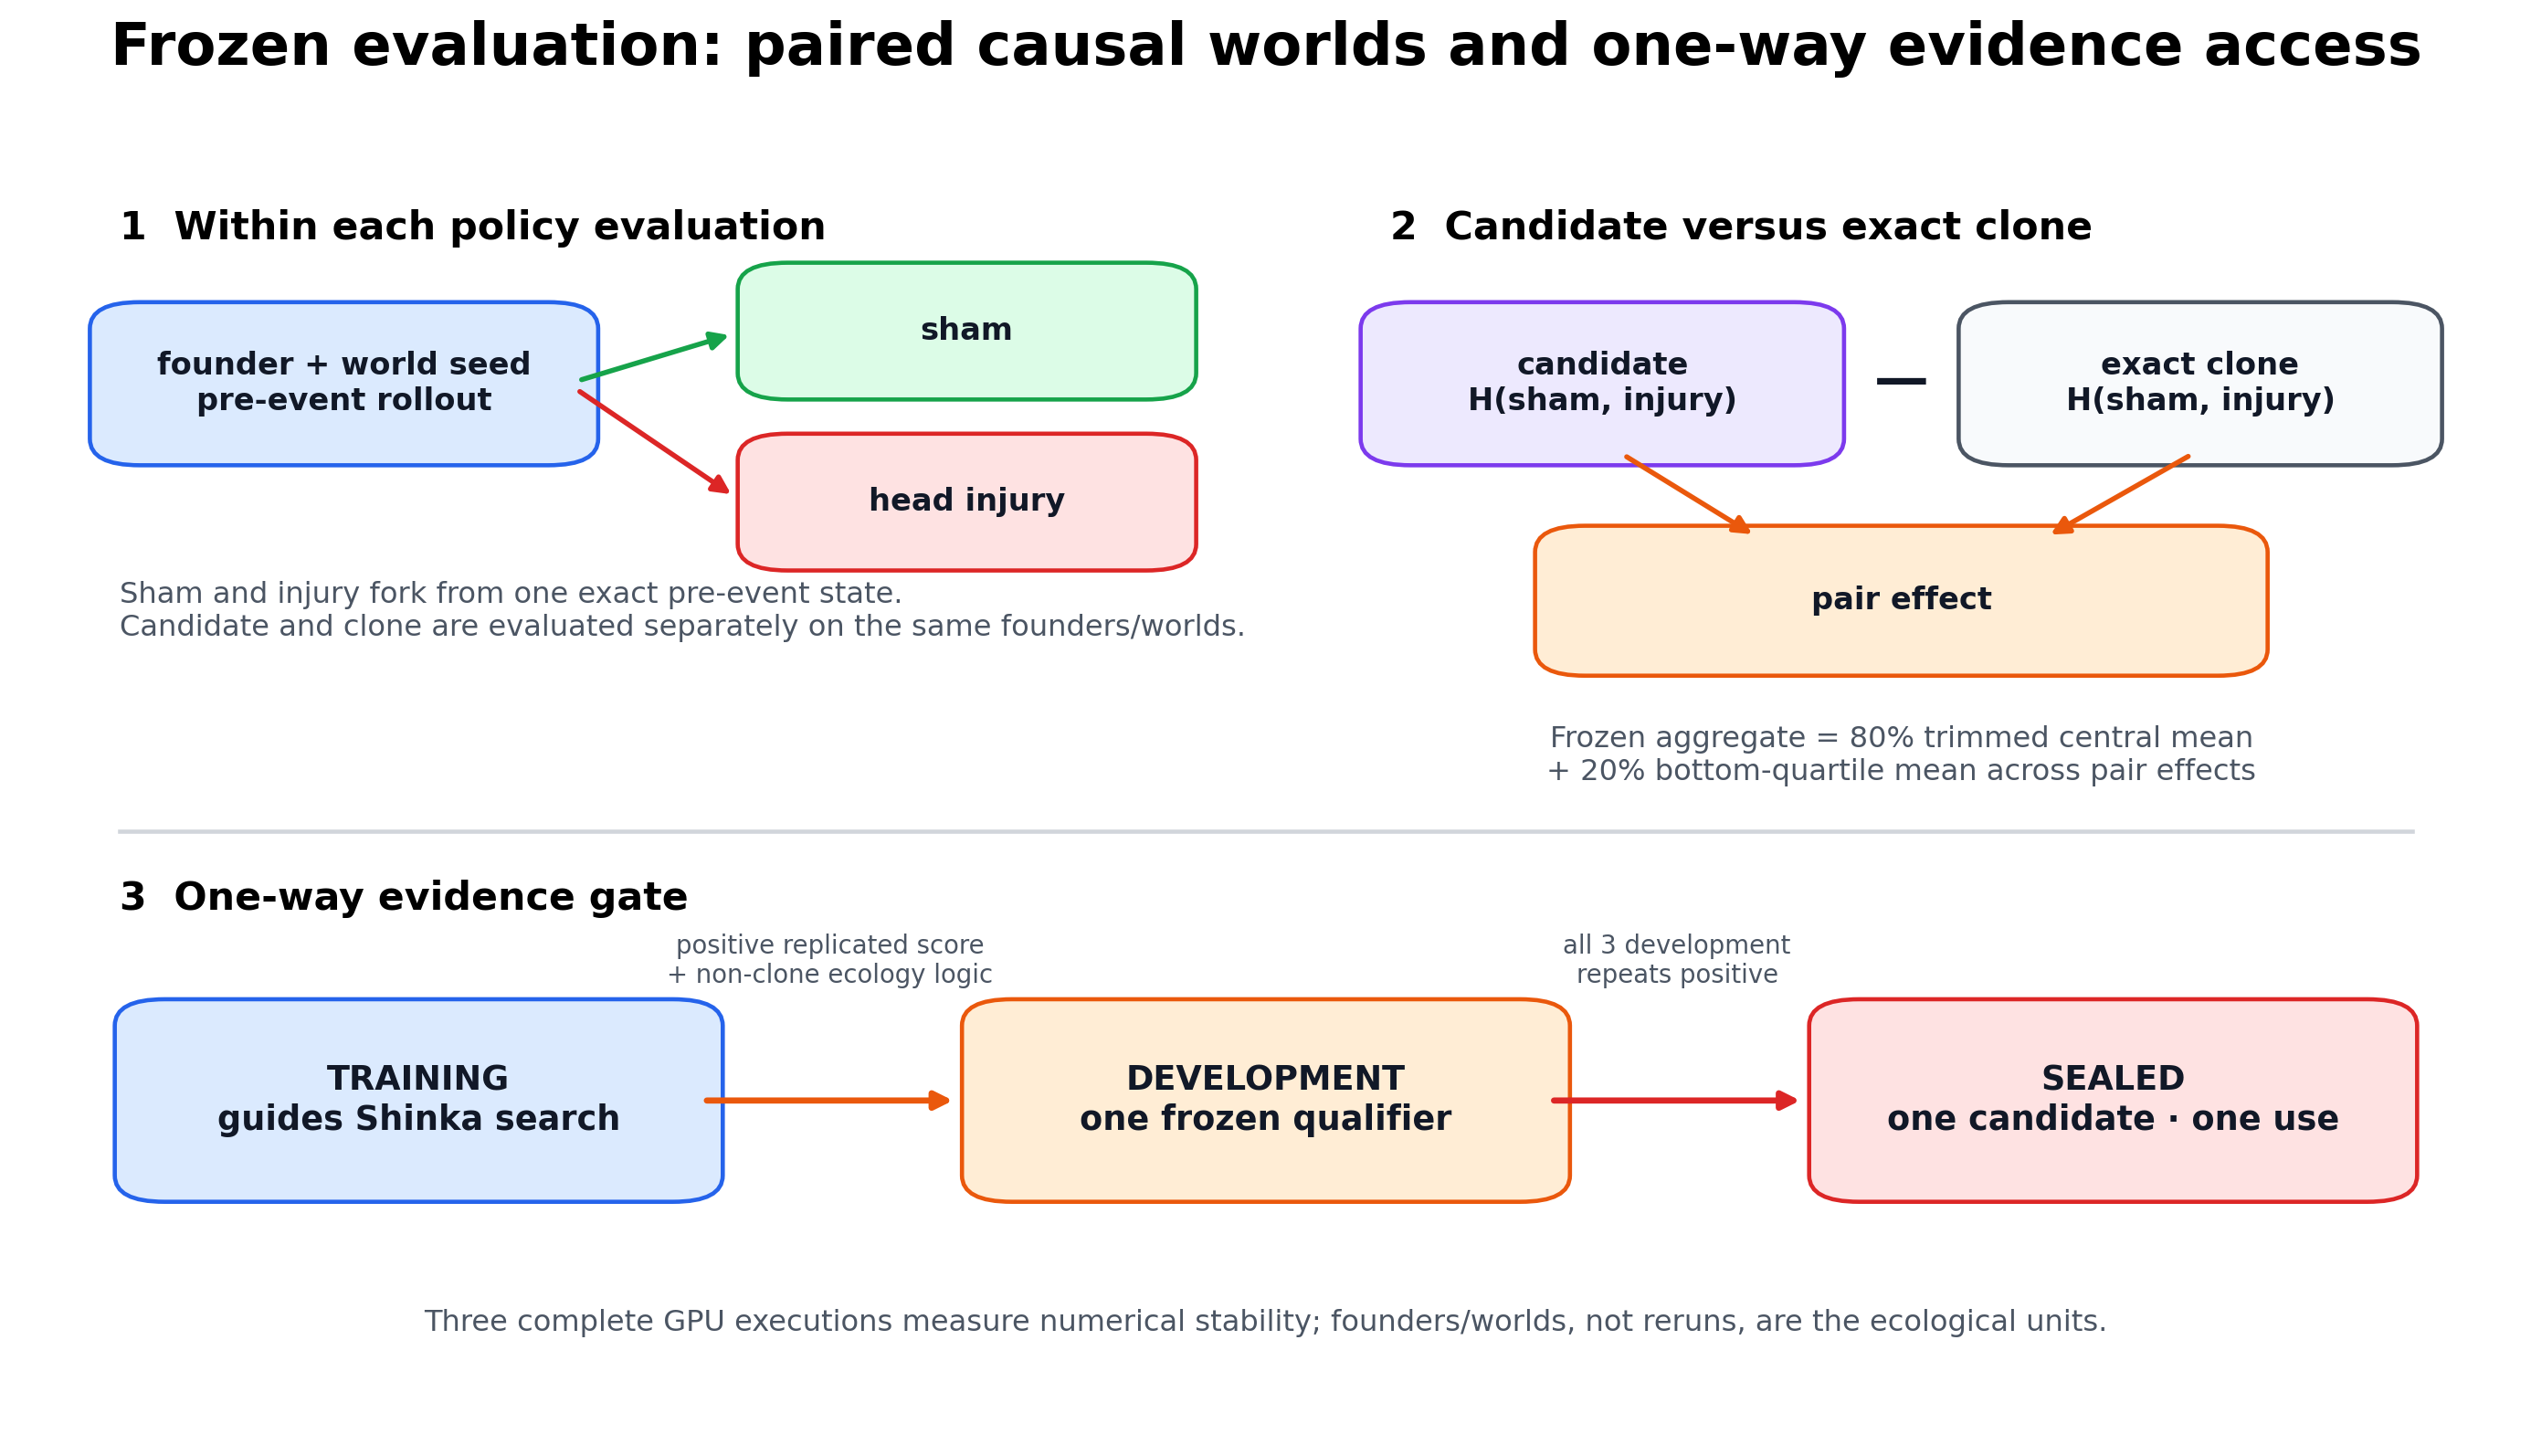 Frozen evaluation: paired causal worlds and one-way evidence access
1 Within each policy evaluation
founder + world seed
pre-event rollout
sham
head injury
Sham and injury fork from one exact pre-event state.
Candidate and clone are evaluated separately on the same founders/worlds.
2 Candidate versus exact clone
candidate
H(sham, injury)
—
exact clone
H(sham, injury)
pair effect
Frozen aggregate = 80% trimmed central mean
+ 20% bottom-quartile mean across pair effects
3 One-way evidence gate
positive replicated score
+ non-clone ecology logic
all 3 development
repeats positive
TRAINING
guides Shinka search
DEVELOPMENT
one frozen qualifier
SEALED
one candidate · one use
Three complete GPU executions measure numerical stability; founders/worlds, not reruns, are the ecological units.